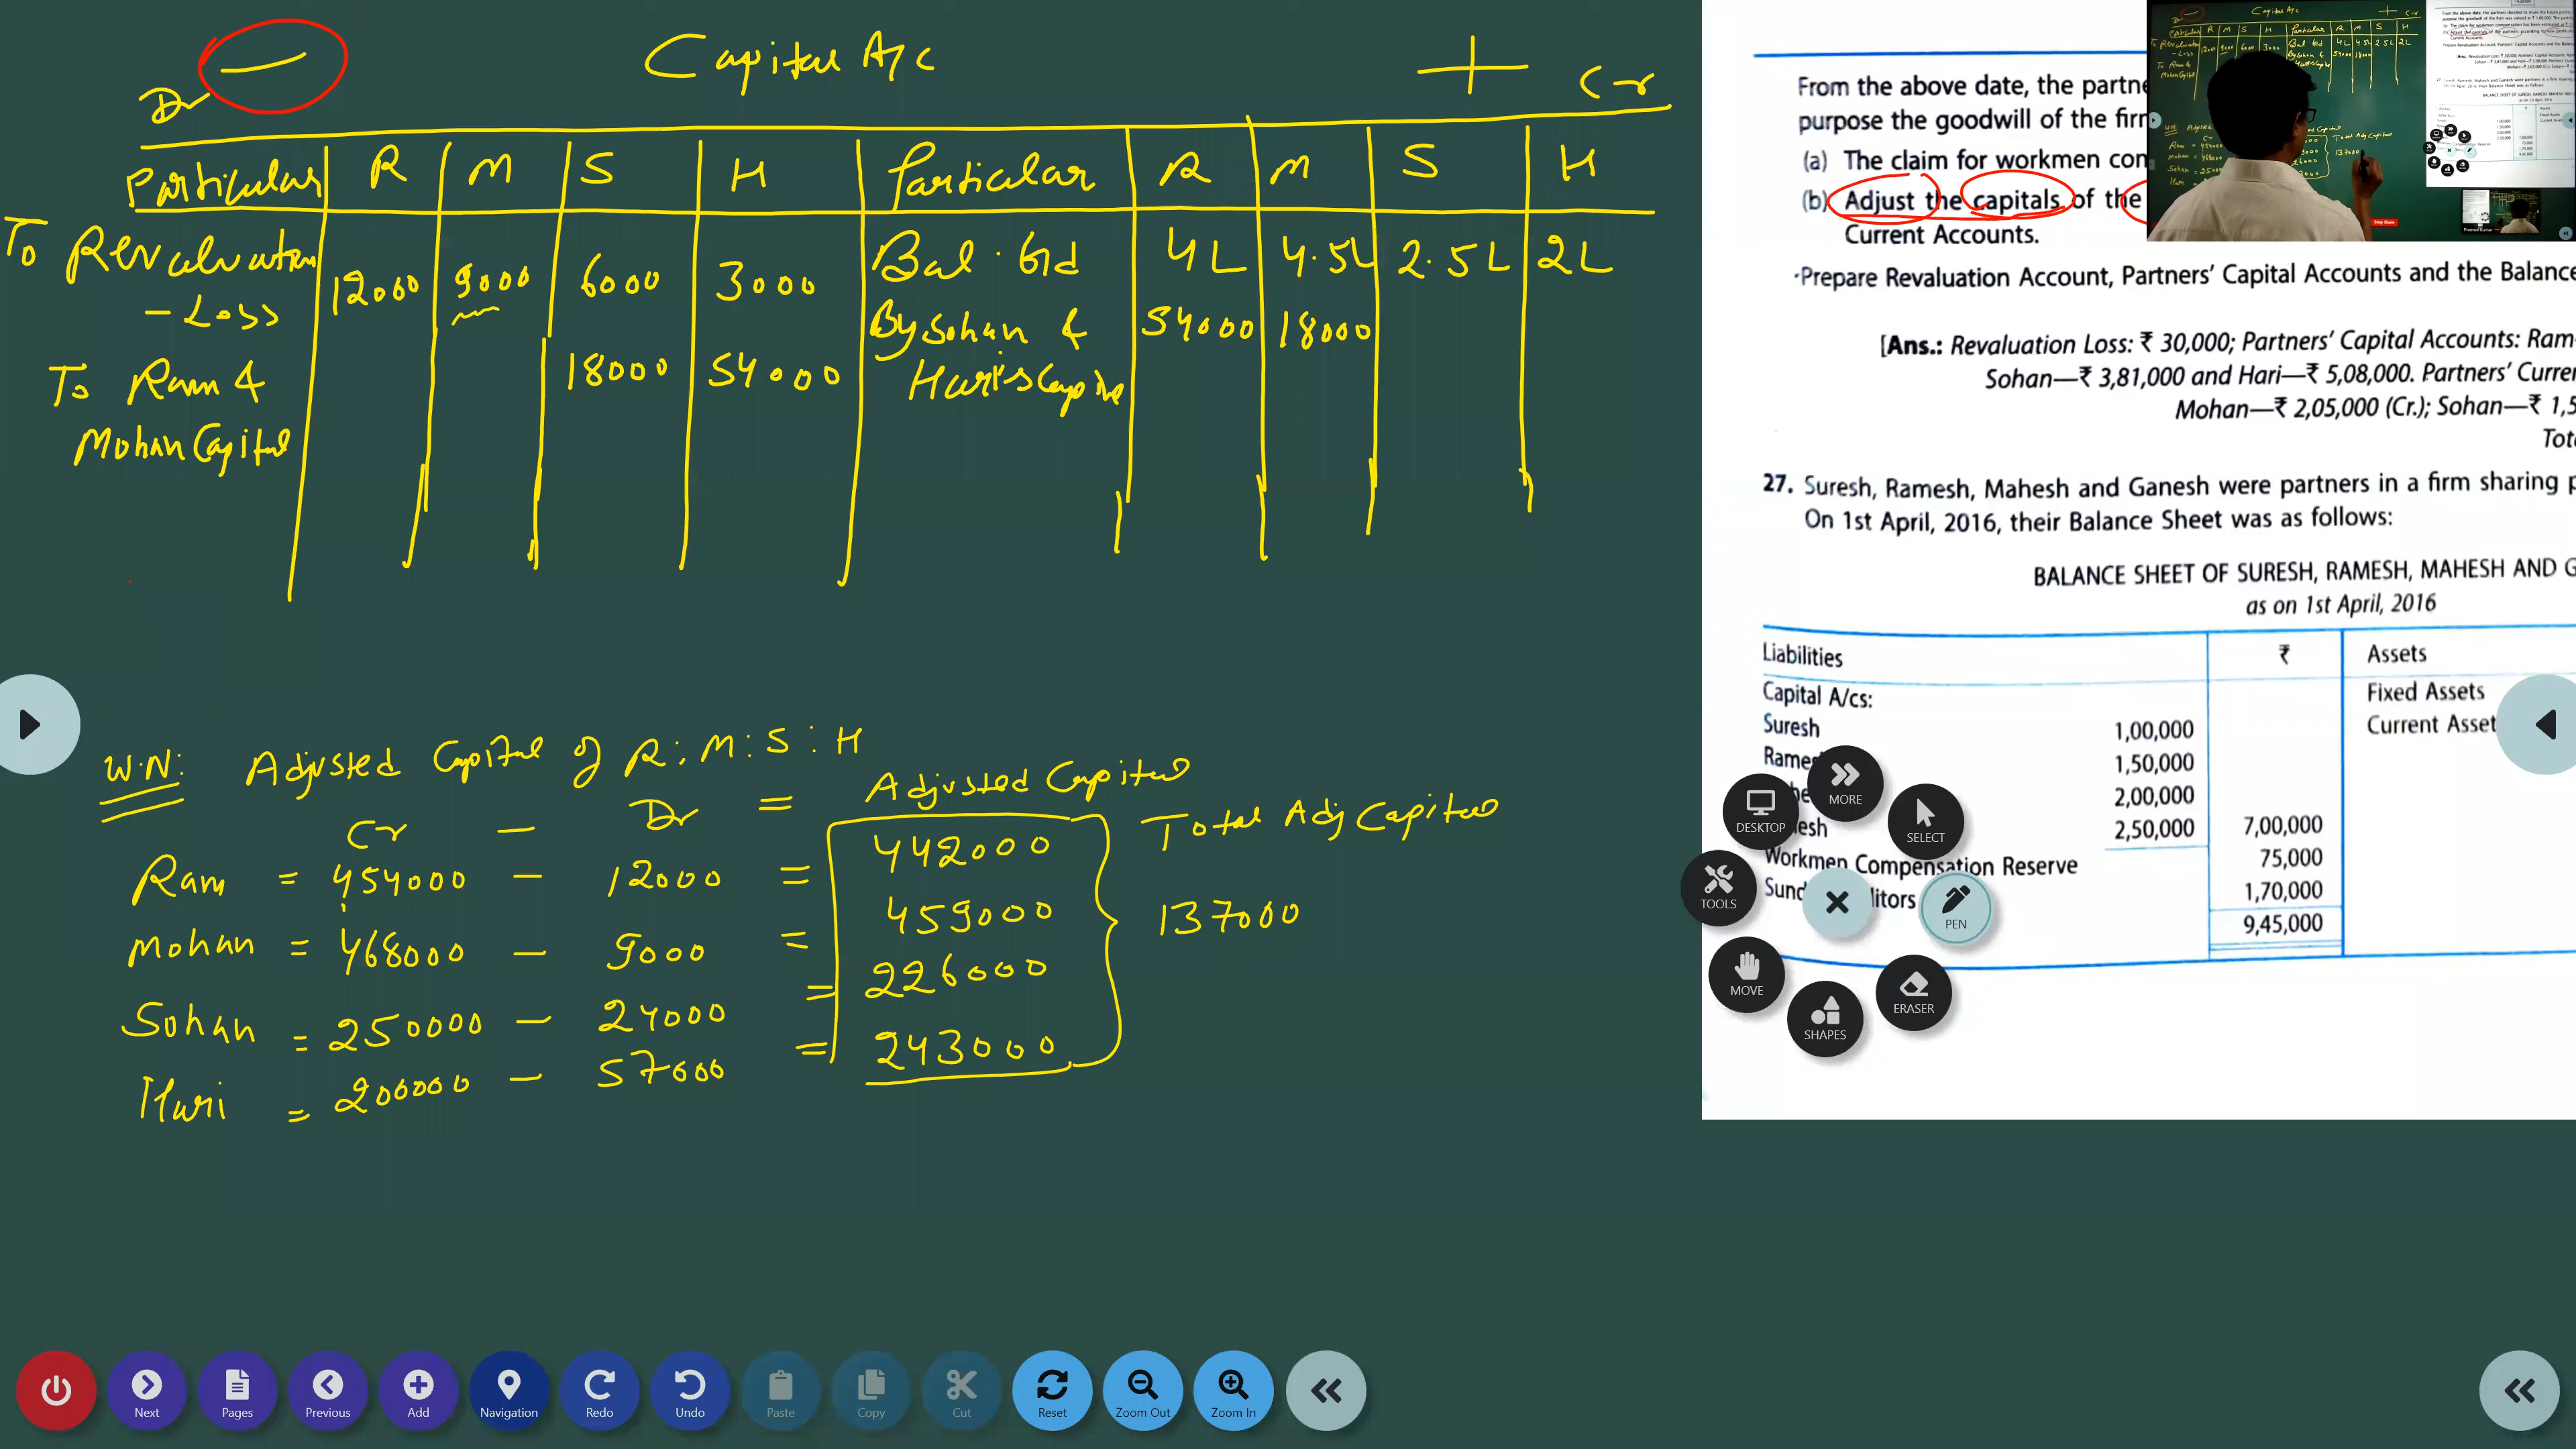 Capital A/c
Dr — + Cr
Particular R M S H Particular R M S H
To Revaluation
- Loss 12000 9000 6000 3000 Bal. b/d 4L 4.5L 2.5L 2L
To Ram & 18000 54000 By Sohan & 54000 18000
Mohan Capital Hari's Capital
W.N: Adjusted Capital of R : M : S : H
Cr — Dr = Adjusted Capital Total Adj Capital
Ram = 454000 — 12000 = 442000
Mohan = 468000 — 9000 = 459000 137000
Sohan = 250000 — 24000 = 226000
Hari = 200000 — 57000 = 243000
From the above date, the partne
purpose the goodwill of the firm
(a) The claim for workmen con
(b) Adjust the capitals of the
Current Accounts.
Prepare Revaluation Account, Partners' Capital Accounts and the Balance
[Ans.: Revaluation Loss: ₹ 30,000; Partners' Capital Accounts: Ram
Sohan—₹ 3,81,000 and Hari—₹ 5,08,000. Partners' Curre
Mohan—₹ 2,05,000 (Cr.); Sohan—₹ 1,5
Tot
27. Suresh, Ramesh, Mahesh and Ganesh were partners in a firm sharing p
On 1st April, 2016, their Balance Sheet was as follows:
BALANCE SHEET OF SURESH, RAMESH, MAHESH AND G
as on 1st April, 2016
Liabilities ₹ Assets
Capital A/cs: Fixed Assets
Suresh 1,00,000 Current Asset
Rames 1,50,000
he 2,00,000
esh 2,50,000 7,00,000
Workmen Compensation Reserve 75,000
Sund itors 1,70,000
9,45,000
MORE
DESKTOP
SELECT
TOOLS
PEN
MOVE
ERASER
SHAPES
Next Pages Previous Add Navigation Redo Undo Paste Copy Cut Reset Zoom Out Zoom In